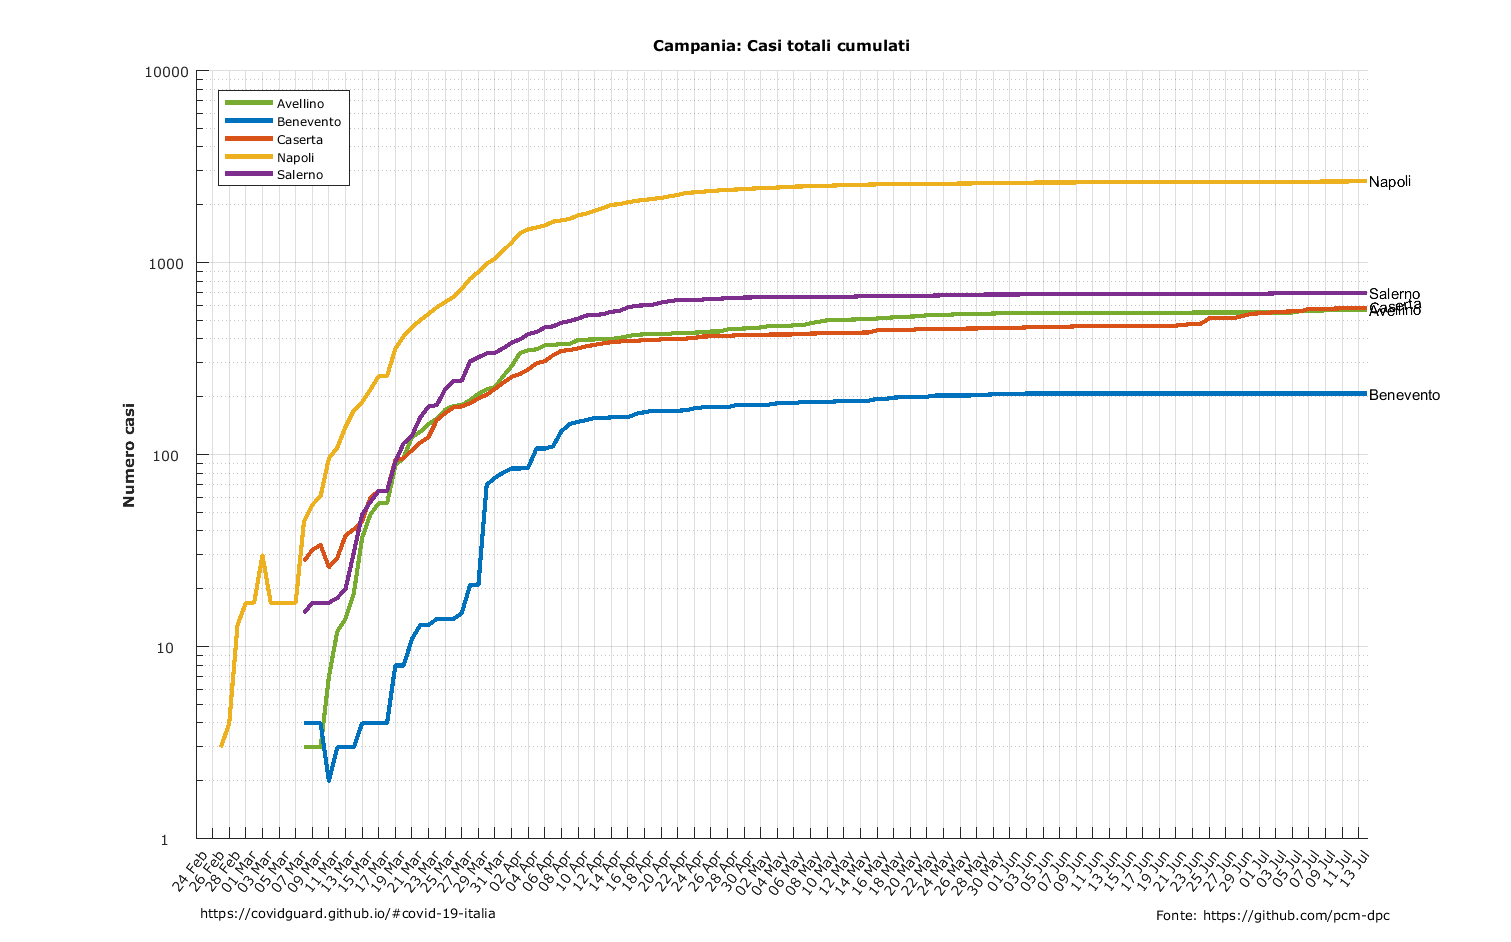 Campania: Casi totali cumulati
10000
1000
100
10
1
Numero casi
Avellino
Benevento
Caserta
Napoli
Salerno
Napoli
Salerno
Caserta
Avellino
Benevento
24 Feb
26 Feb
28 Feb
01 Mar
03 Mar
05 Mar
07 Mar
09 Mar
11 Mar
13 Mar
15 Mar
17 Mar
19 Mar
21 Mar
23 Mar
25 Mar
27 Mar
29 Mar
31 Mar
02 Apr
04 Apr
06 Apr
08 Apr
10 Apr
12 Apr
14 Apr
16 Apr
18 Apr
20 Apr
22 Apr
24 Apr
26 Apr
28 Apr
30 Apr
02 May
04 May
06 May
08 May
10 May
12 May
14 May
16 May
18 May
20 May
22 May
24 May
26 May
28 May
30 May
01 Jun
03 Jun
05 Jun
07 Jun
09 Jun
11 Jun
13 Jun
15 Jun
17 Jun
19 Jun
21 Jun
23 Jun
25 Jun
27 Jun
29 Jun
01 Jul
03 Jul
05 Jul
07 Jul
09 Jul
11 Jul
13 Jul
https://covidguard.github.io/#covid-19-italia
Fonte: https://github.com/pcm-dpc